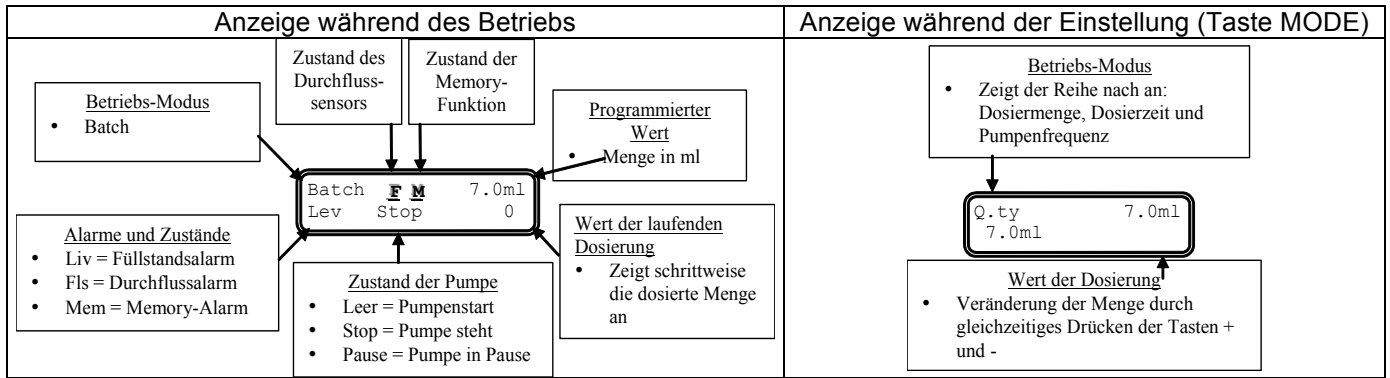 Anzeige während des Betriebs
Anzeige während der Einstellung (Taste MODE)
Zustand des
Durchfluss-
sensors
Zustand der
Memory-
Funktion
Betriebs-Modus
• Batch
Programmierter
Wert
• Menge in ml
Batch F M 7.0ml
Lev Stop 0
Alarme und Zustände
• Liv = Füllstandsalarm
• Fls = Durchflussalarm
• Mem = Memory-Alarm
Zustand der Pumpe
• Leer = Pumpenstart
• Stop = Pumpe steht
• Pause = Pumpe in Pause
Wert der laufenden
Dosierung
• Zeigt schrittweise
die dosierte Menge
an
Betriebs-Modus
• Zeigt der Reihe nach an:
Dosiermenge, Dosierzeit und
Pumpenfrequenz
Q.ty 7.0ml
7.0ml
Wert der Dosierung
• Veränderung der Menge durch
gleichzeitiges Drücken der Tasten +
und -